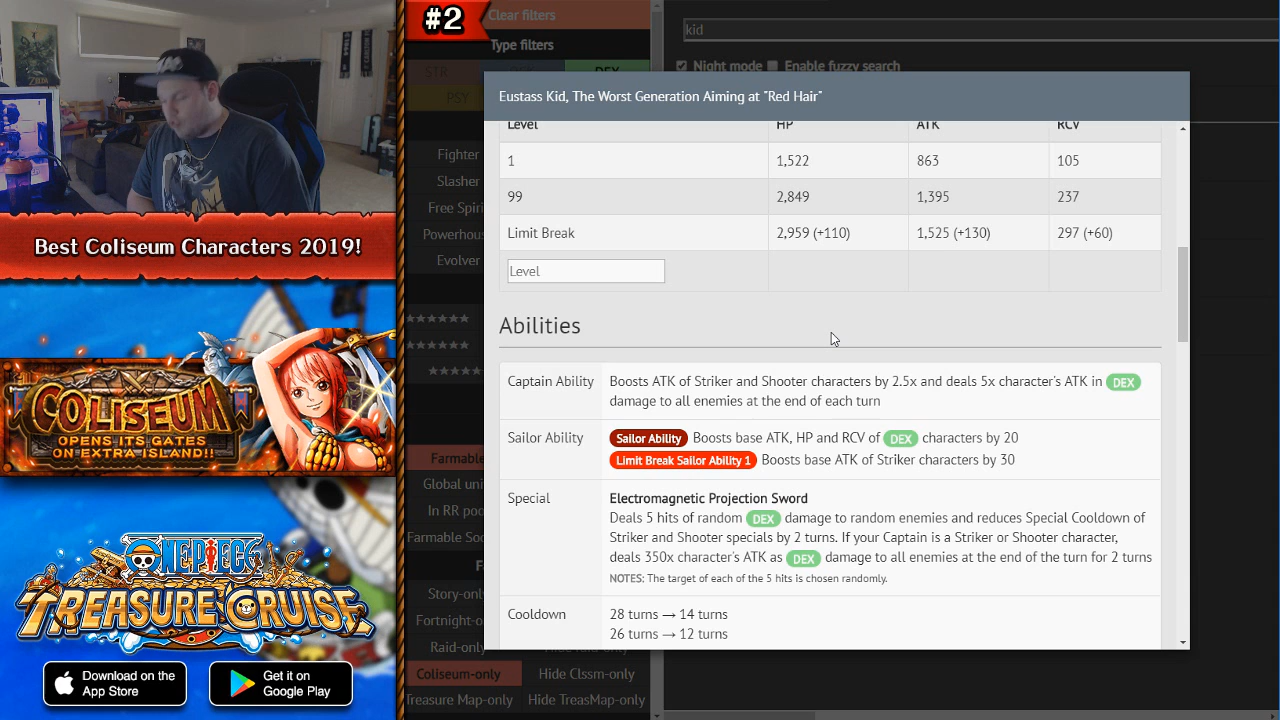 #2
Best Coliseum Characters 2019!
COLISEUM
OPENS ITS GATES
ON EXTRA ISLAND!!
ONE PIECE
TREASURE CRUISE
Download on the
App Store
Get it on
Google Play
Clear filters
Type filters
STR
DEX
PSY
Fighter
Slasher
Free Spiri
Powerhou
Evolver
Farmable
Global uni
In RR poo
Farmable Soc
F
Story-only
Fortnight-o
Raid-only
Coliseum-only
Hide Clssm-only
Treasure Map-only
Hide TreasMap-only
kid
Night mode
Enable fuzzy search
Eustass Kid, The Worst Generation Aiming at "Red Hair"
Level HP ATK RCV
1 1,522 863 105
99 2,849 1,395 237
Limit Break 2,959 (+110) 1,525 (+130) 297 (+60)
Level
Abilities
Captain Ability Boosts ATK of Striker and Shooter characters by 2.5x and deals 5x character's ATK in DEX
damage to all enemies at the end of each turn
Sailor Ability Sailor Ability Boosts base ATK, HP and RCV of DEX characters by 20
Limit Break Sailor Ability 1 Boosts base ATK of Striker characters by 30
Special Electromagnetic Projection Sword
Deals 5 hits of random DEX damage to random enemies and reduces Special Cooldown of
Striker and Shooter specials by 2 turns. If your Captain is a Striker or Shooter character,
deals 350x character's ATK as DEX damage to all enemies at the end of the turn for 2 turns
NOTES: The target of each of the 5 hits is chosen randomly.
Cooldown 28 turns → 14 turns
26 turns → 12 turns